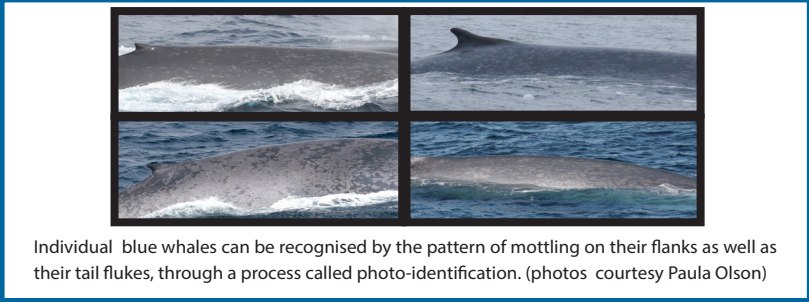 Individual blue whales can be recognised by the pattern of mottling on their flanks as well as
their tail flukes, through a process called photo-identification. (photos courtesy Paula Olson)